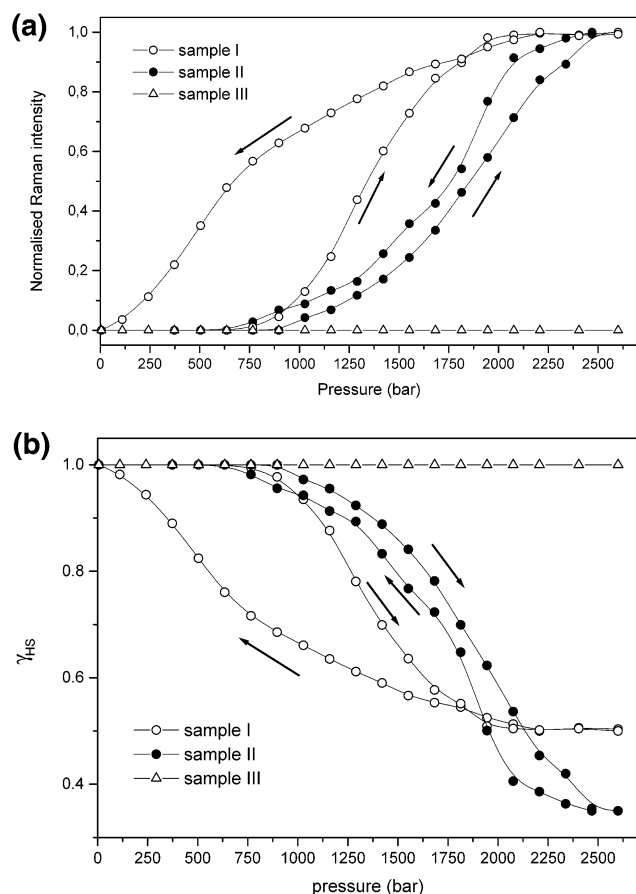 (a)
1,0
0,8
0,6
0,4
0,2
0,0
Normalised Raman intensity
sample I
sample II
sample III
0 250 500 750 1000 1250 1500 1750 2000 2250 2500
Pressure (bar)
(b)
1.0
0.8
0.6
0.4
γHS
sample I
sample II
sample III
0 250 500 750 1000 1250 1500 1750 2000 2250 2500
pressure (bar)